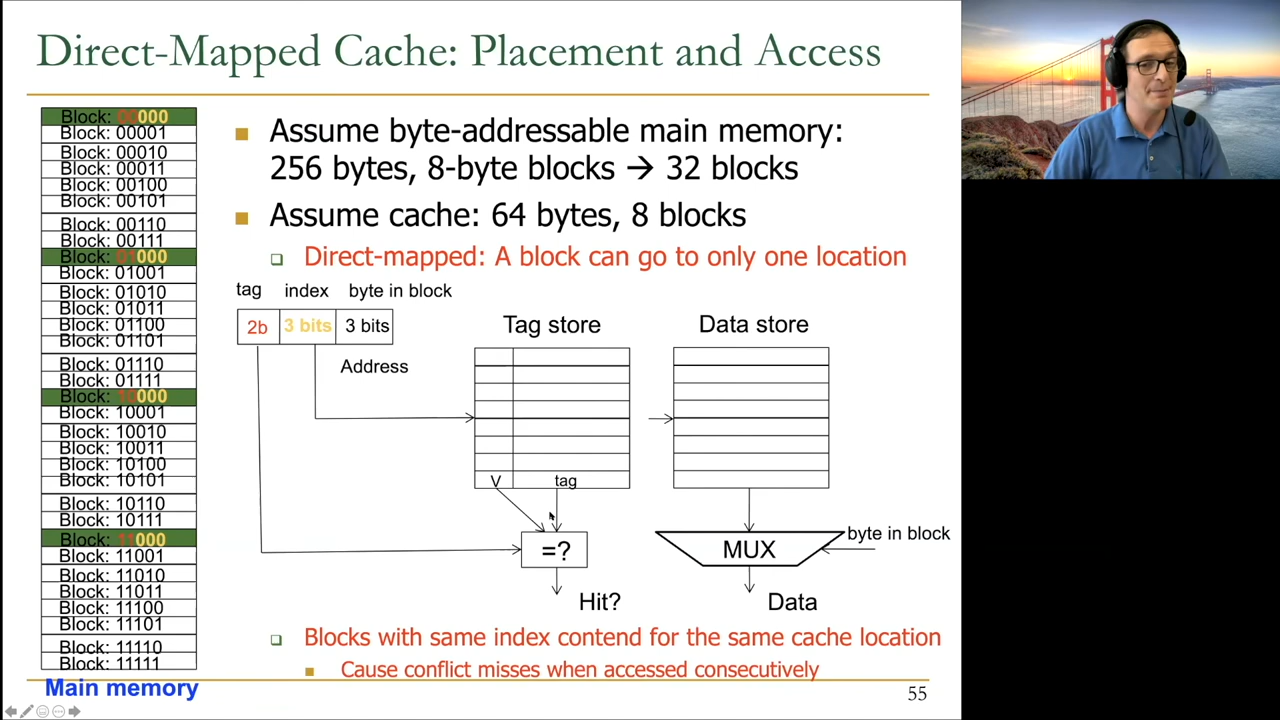 Direct-Mapped Cache: Placement and Access
Block: 00000
Block: 00001
Block: 00010
Block: 00011
Block: 00100
Block: 00101
Block: 00110
Block: 00111
Block: 01000
Block: 01001
Block: 01010
Block: 01011
Block: 01100
Block: 01101
Block: 01110
Block: 01111
Block: 10000
Block: 10001
Block: 10010
Block: 10011
Block: 10100
Block: 10101
Block: 10110
Block: 10111
Block: 11000
Block: 11001
Block: 11010
Block: 11011
Block: 11100
Block: 11101
Block: 11110
Block: 11111
Main memory
Assume byte-addressable main memory:
256 bytes, 8-byte blocks → 32 blocks
Assume cache: 64 bytes, 8 blocks
Direct-mapped: A block can go to only one location
tag index byte in block
2b 3 bits 3 bits
Address
Tag store
Data store
V tag
=?
Hit?
MUX
byte in block
Data
Blocks with same index contend for the same cache location
Cause conflict misses when accessed consecutively
55